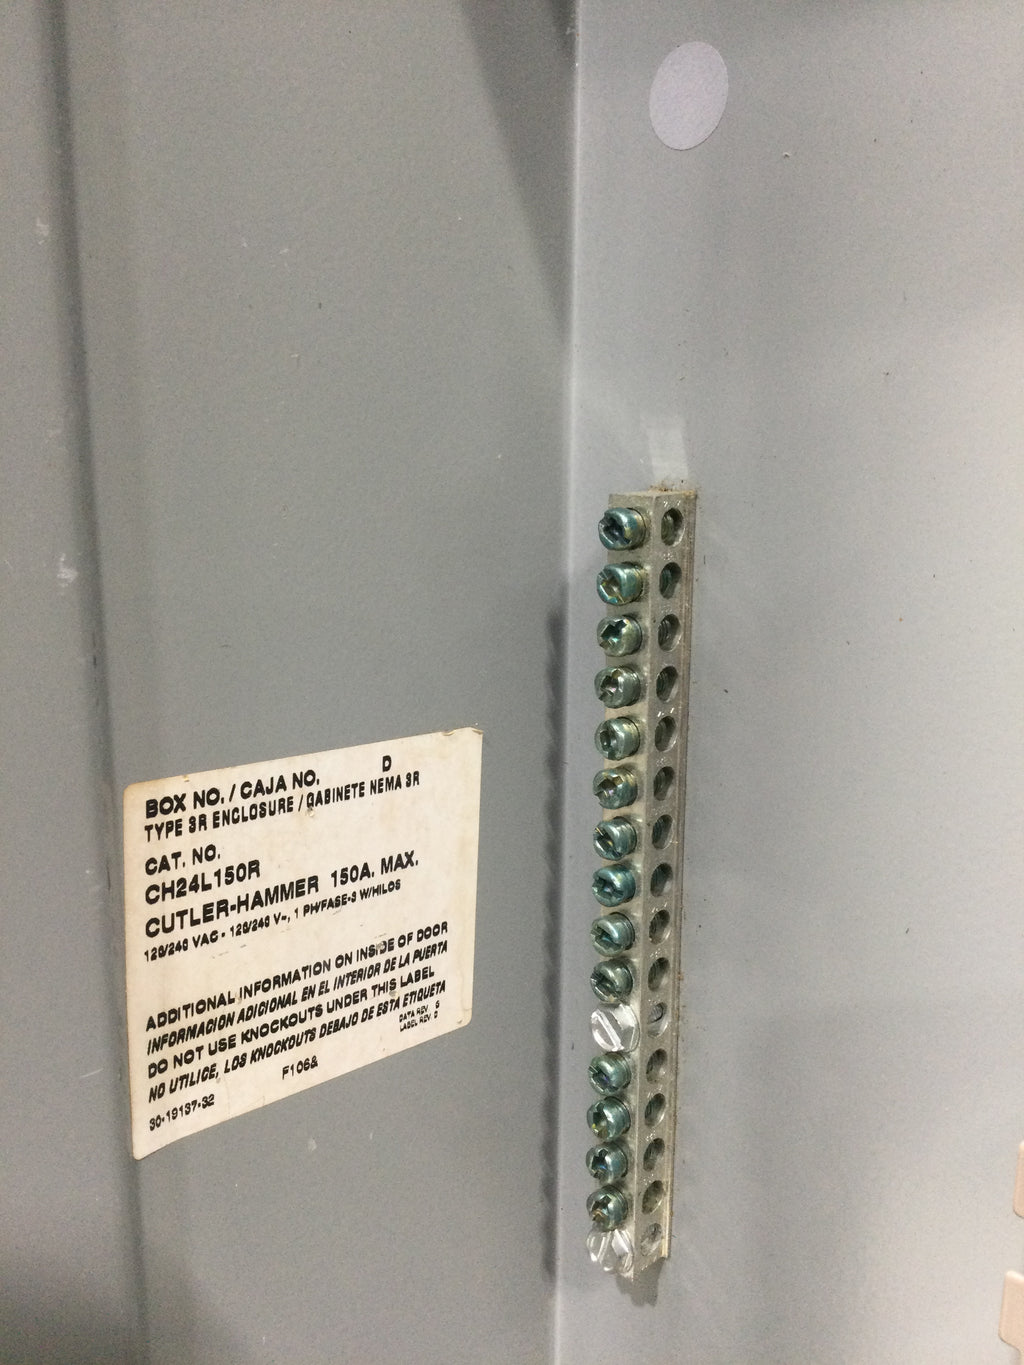 BOX NO. / CAJA NO. D
TYPE 3R ENCLOSURE / GABINETE NEMA 3R
CAT. NO.
CH24L150R
CUTLER-HAMMER 150A. MAX.
120/240 VAC - 120/240 V~, 1 PH/FASE-3 W/HILOS
ADDITIONAL INFORMATION ON INSIDE OF DOOR
INFORMACION ADICIONAL EN EL INTERIOR DE LA PUERTA
DO NOT USE KNOCKOUTS UNDER THIS LABEL
NO UTILICE, LOS KNOCKOUTS DEBAJO DE ESTA ETIQUETA
DATA REV. G
LABEL REV. D
30-19137-32